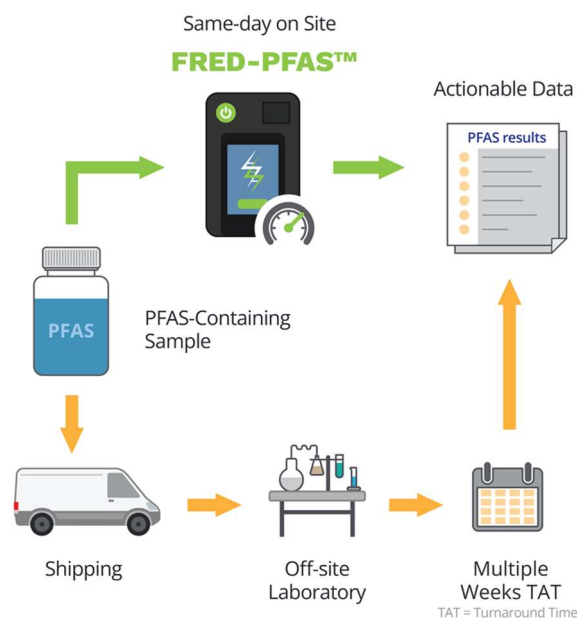 Same-day on Site
FRED-PFAS™
Actionable Data
PFAS results
PFAS
PFAS-Containing
Sample
Shipping
Off-site
Laboratory
Multiple
Weeks TAT
TAT = Turnaround Time